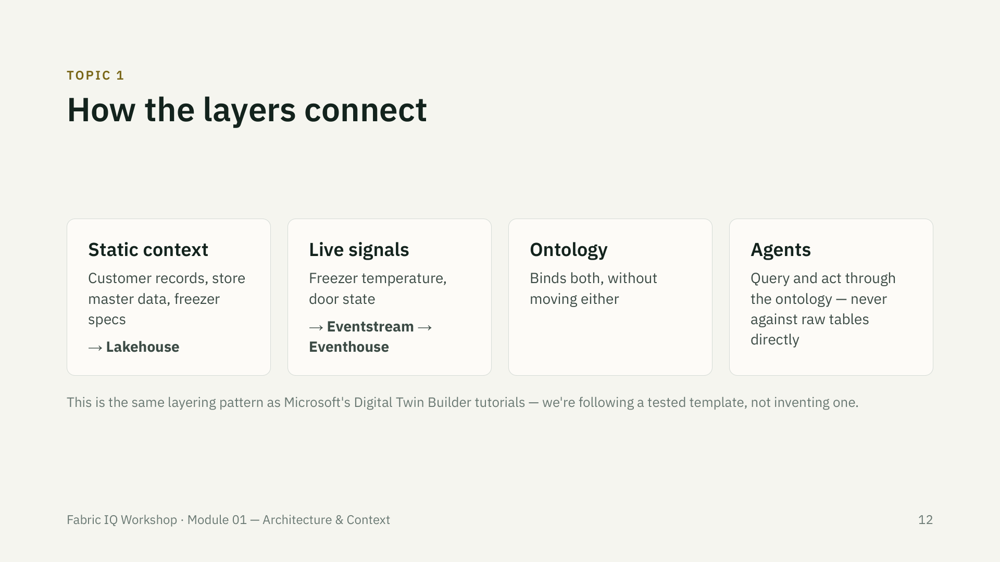 TOPIC 1
How the layers connect
Static context
Customer records, store
master data, freezer
specs
→ Lakehouse
Live signals
Freezer temperature,
door state
→ Eventstream →
Eventhouse
Ontology
Binds both, without
moving either
Agents
Query and act through
the ontology — never
against raw tables
directly
This is the same layering pattern as Microsoft's Digital Twin Builder tutorials — we're following a tested template, not inventing one.
Fabric IQ Workshop · Module 01 — Architecture & Context
12